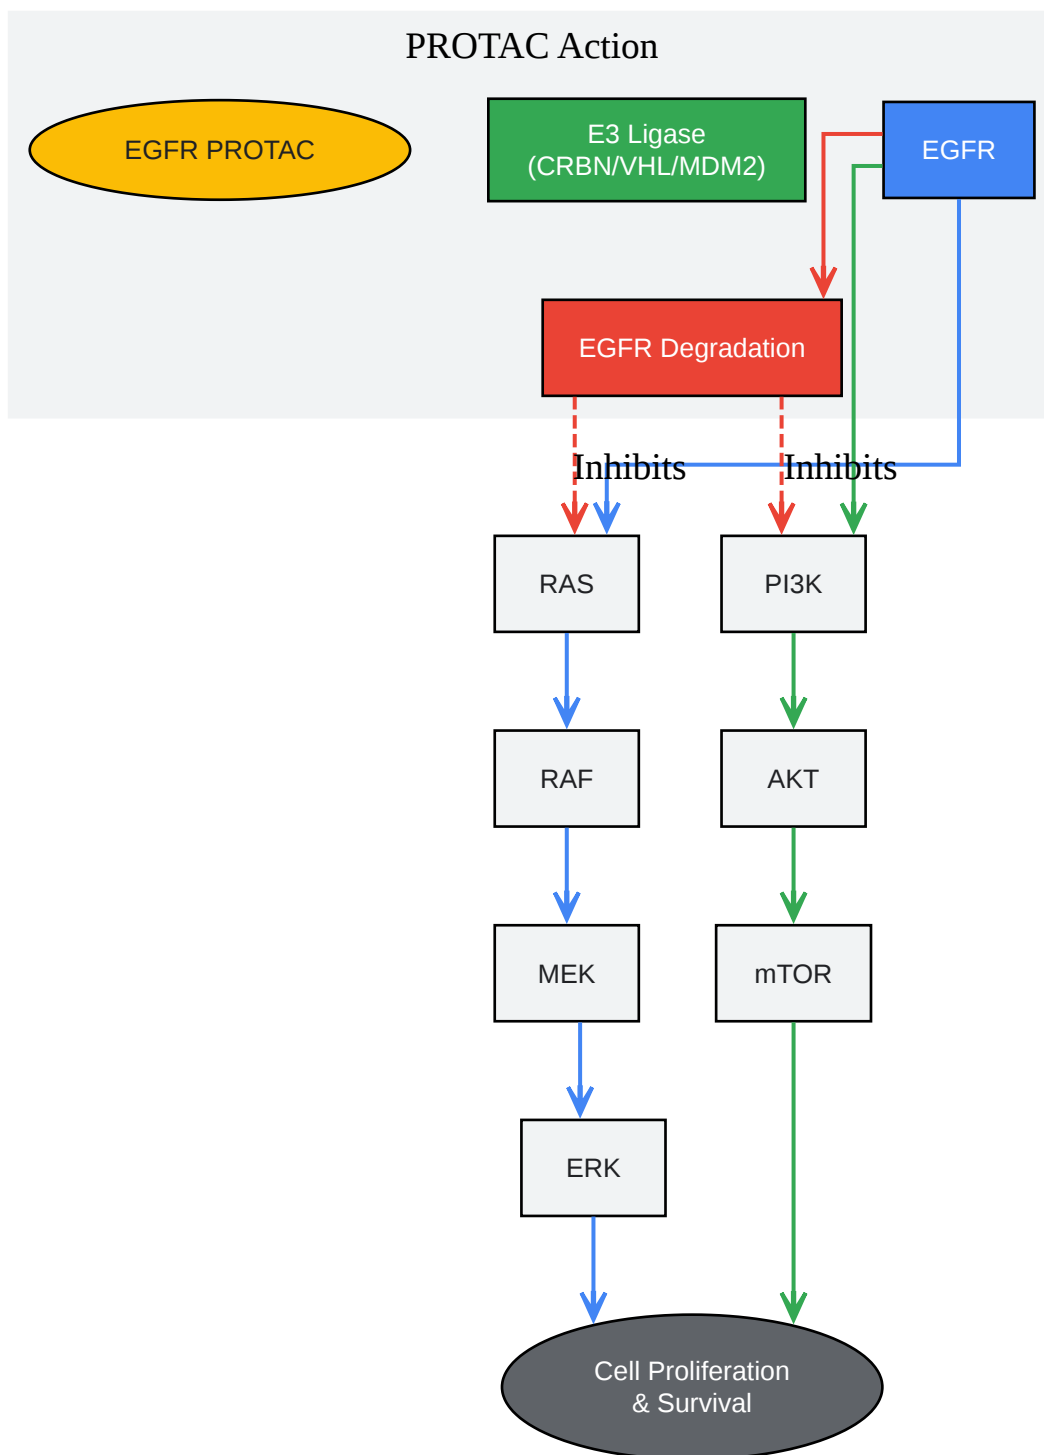 PROTAC Action
EGFR PROTAC
E3 Ligase
(CRBN/VHL/MDM2)
EGFR
EGFR Degradation
Inhibits
Inhibits
RAS
PI3K
RAF
AKT
MEK
mTOR
ERK
Cell Proliferation
& Survival